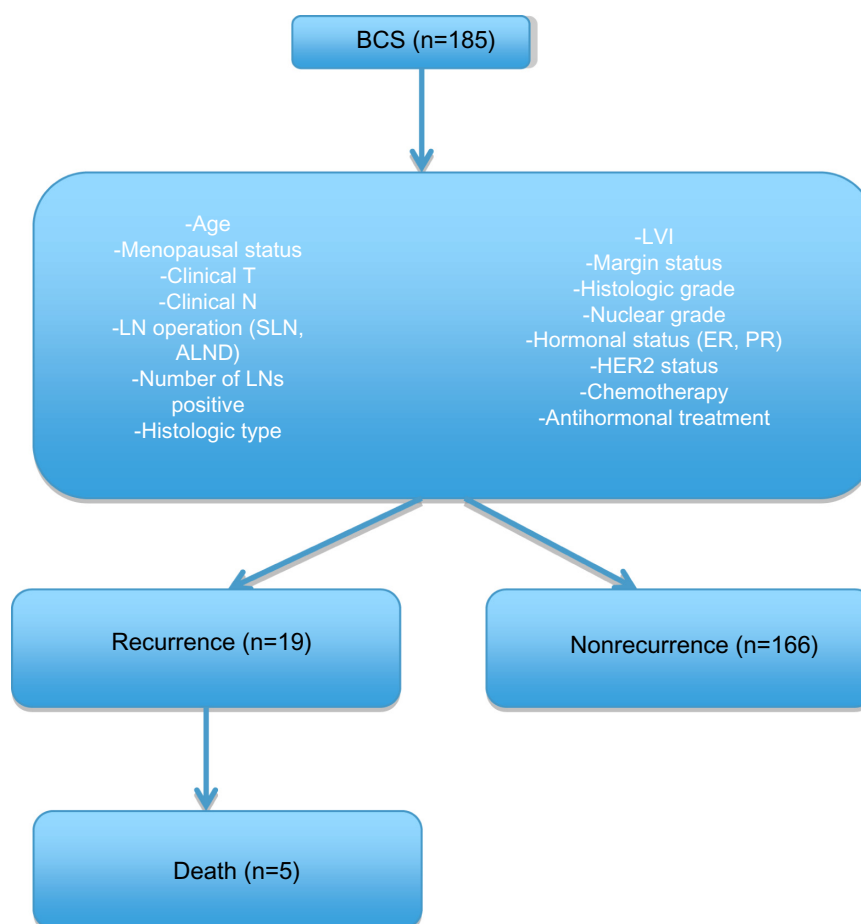 BCS (n=185)
-Age
-Menopausal status
-Clinical T
-Clinical N
-LN operation (SLN,
ALND)
-Number of LNs
positive
-Histologic type
-LVI
-Margin status
-Histologic grade
-Nuclear grade
-Hormonal status (ER, PR)
-HER2 status
-Chemotherapy
-Antihormonal treatment
Recurrence (n=19)
Nonrecurrence (n=166)
Death (n=5)